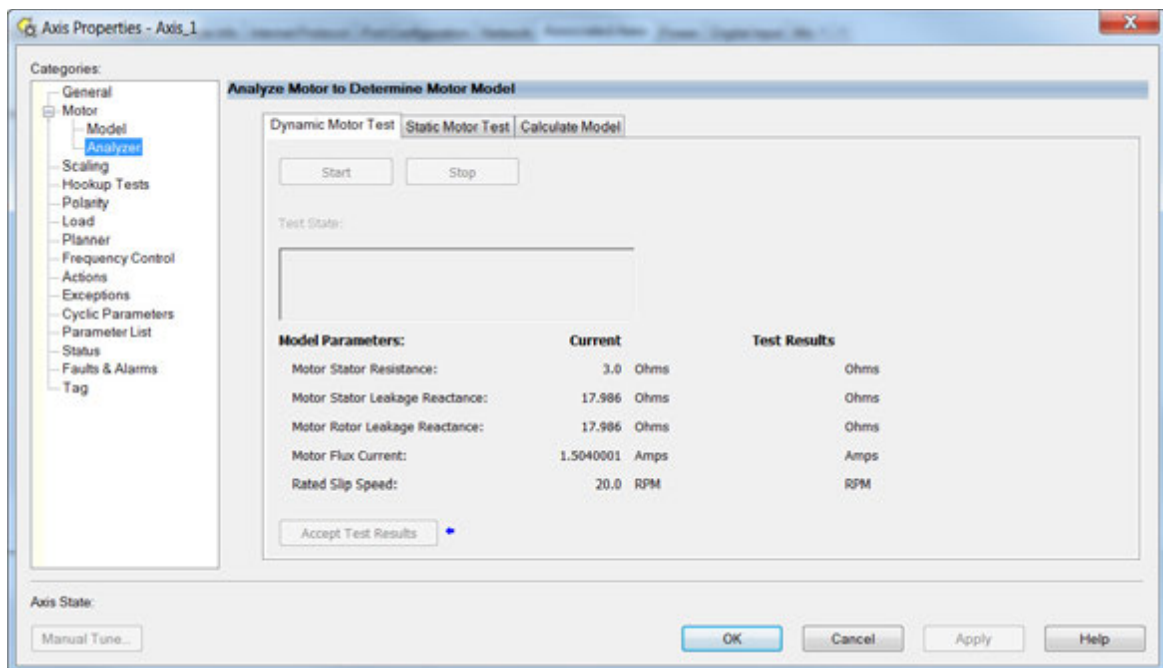 Axis Properties - Axis_1
X
Categories:
General
Motor
Model
Analyzer
Scaling
Hookup Tests
Polarity
Load
Planner
Frequency Control
Actions
Exceptions
Cyclic Parameters
Parameter List
Status
Faults & Alarms
Tag
Analyze Motor to Determine Motor Model
Dynamic Motor Test Static Motor Test Calculate Model
Start Stop
Test State:
Model Parameters: Current Test Results
Motor Stator Resistance: 3.0 Ohms Ohms
Motor Stator Leakage Reactance: 17.986 Ohms Ohms
Motor Rotor Leakage Reactance: 17.986 Ohms Ohms
Motor Flux Current: 1.5040001 Amps Amps
Rated Slip Speed: 20.0 RPM RPM
Accept Test Results
Axis State:
Manual Tune... OK Cancel Apply Help